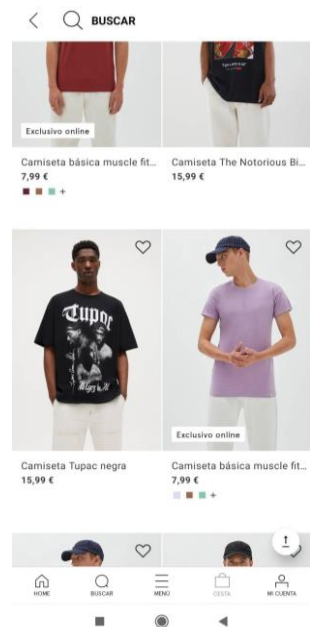 BUSCAR
Exclusivo online
Camiseta básica muscle fit...
7,99 €
+
Camiseta The Notorious Bi...
15,99 €
Tupac
Exclusivo online
Camiseta Tupac negra
15,99 €
Camiseta básica muscle fit...
7,99 €
+
HOME
BUSCAR
MENÚ
CESTA
MI CUENTA